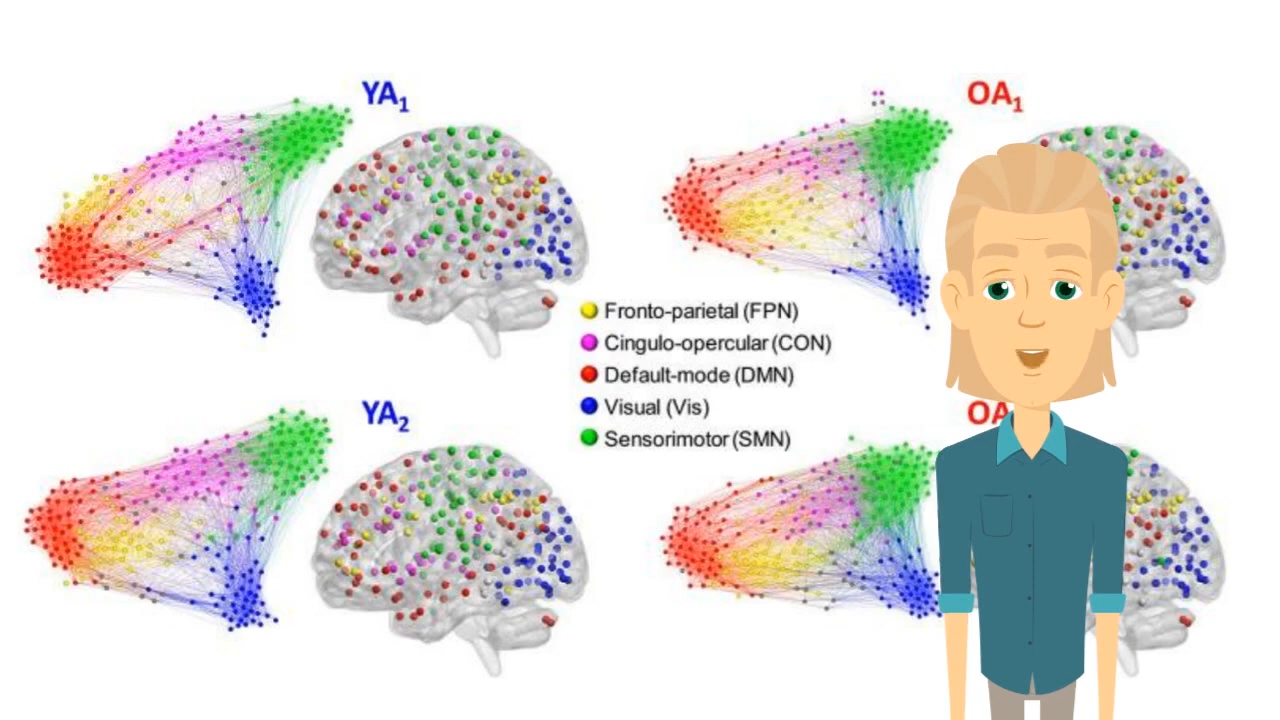 YA1
OA1
Fronto-parietal (FPN)
Cingulo-opercular (CON)
Default-mode (DMN)
Visual (Vis)
Sensorimotor (SMN)
YA2